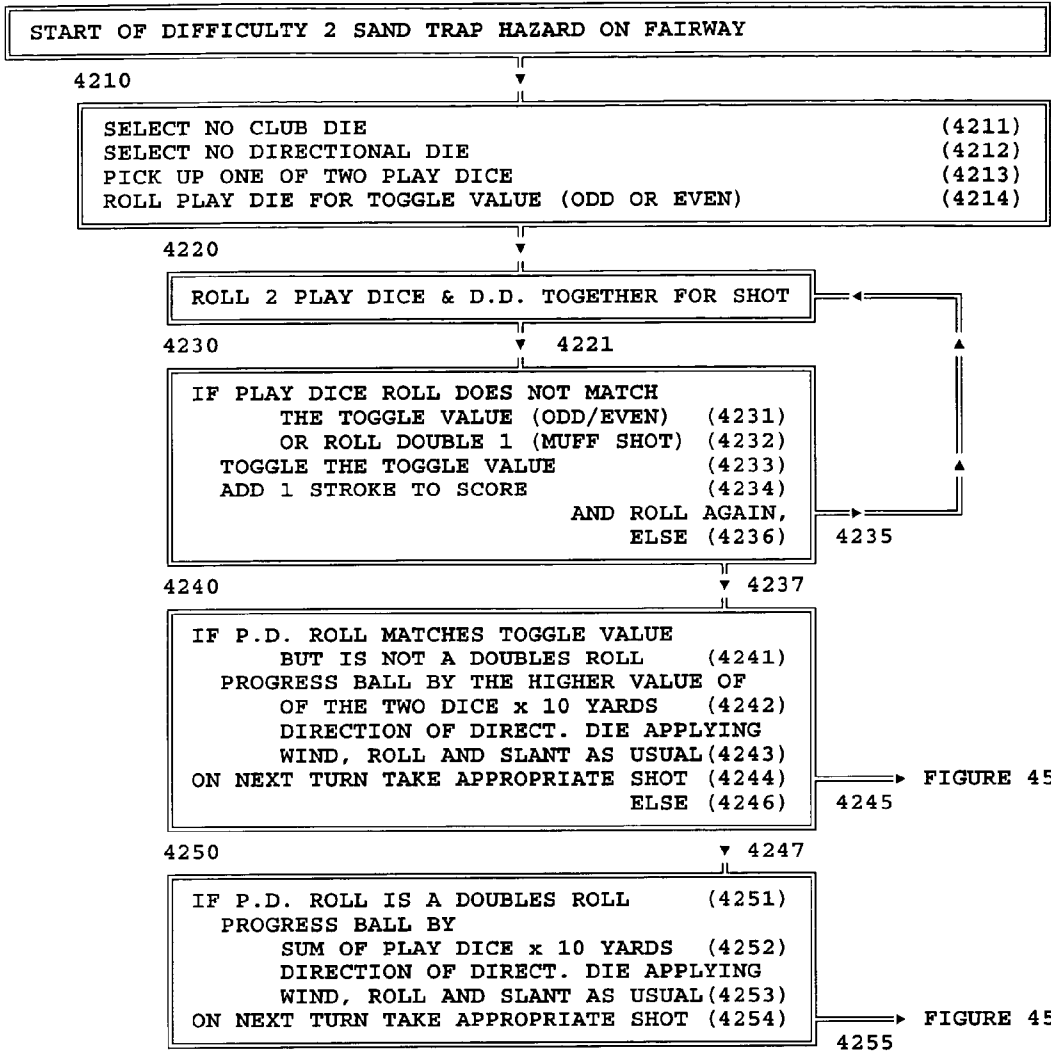 START OF DIFFICULTY 2 SAND TRAP HAZARD ON FAIRWAY
4210
SELECT NO CLUB DIE (4211)
SELECT NO DIRECTIONAL DIE (4212)
PICK UP ONE OF TWO PLAY DICE (4213)
ROLL PLAY DIE FOR TOGGLE VALUE (ODD OR EVEN) (4214)
4220
ROLL 2 PLAY DICE & D.D. TOGETHER FOR SHOT
4230 4221
IF PLAY DICE ROLL DOES NOT MATCH
THE TOGGLE VALUE (ODD/EVEN) (4231)
OR ROLL DOUBLE 1 (MUFF SHOT) (4232)
TOGGLE THE TOGGLE VALUE (4233)
ADD 1 STROKE TO SCORE (4234)
AND ROLL AGAIN,
ELSE (4236) 4235
4240 4237
IF P.D. ROLL MATCHES TOGGLE VALUE
BUT IS NOT A DOUBLES ROLL (4241)
PROGRESS BALL BY THE HIGHER VALUE OF
OF THE TWO DICE x 10 YARDS (4242)
DIRECTION OF DIRECT. DIE APPLYING
WIND, ROLL AND SLANT AS USUAL(4243)
ON NEXT TURN TAKE APPROPRIATE SHOT (4244) FIGURE 45
ELSE (4246) 4245
4250 4247
IF P.D. ROLL IS A DOUBLES ROLL (4251)
PROGRESS BALL BY
SUM OF PLAY DICE x 10 YARDS (4252)
DIRECTION OF DIRECT. DIE APPLYING
WIND, ROLL AND SLANT AS USUAL(4253)
ON NEXT TURN TAKE APPROPRIATE SHOT (4254) FIGURE 45
4255